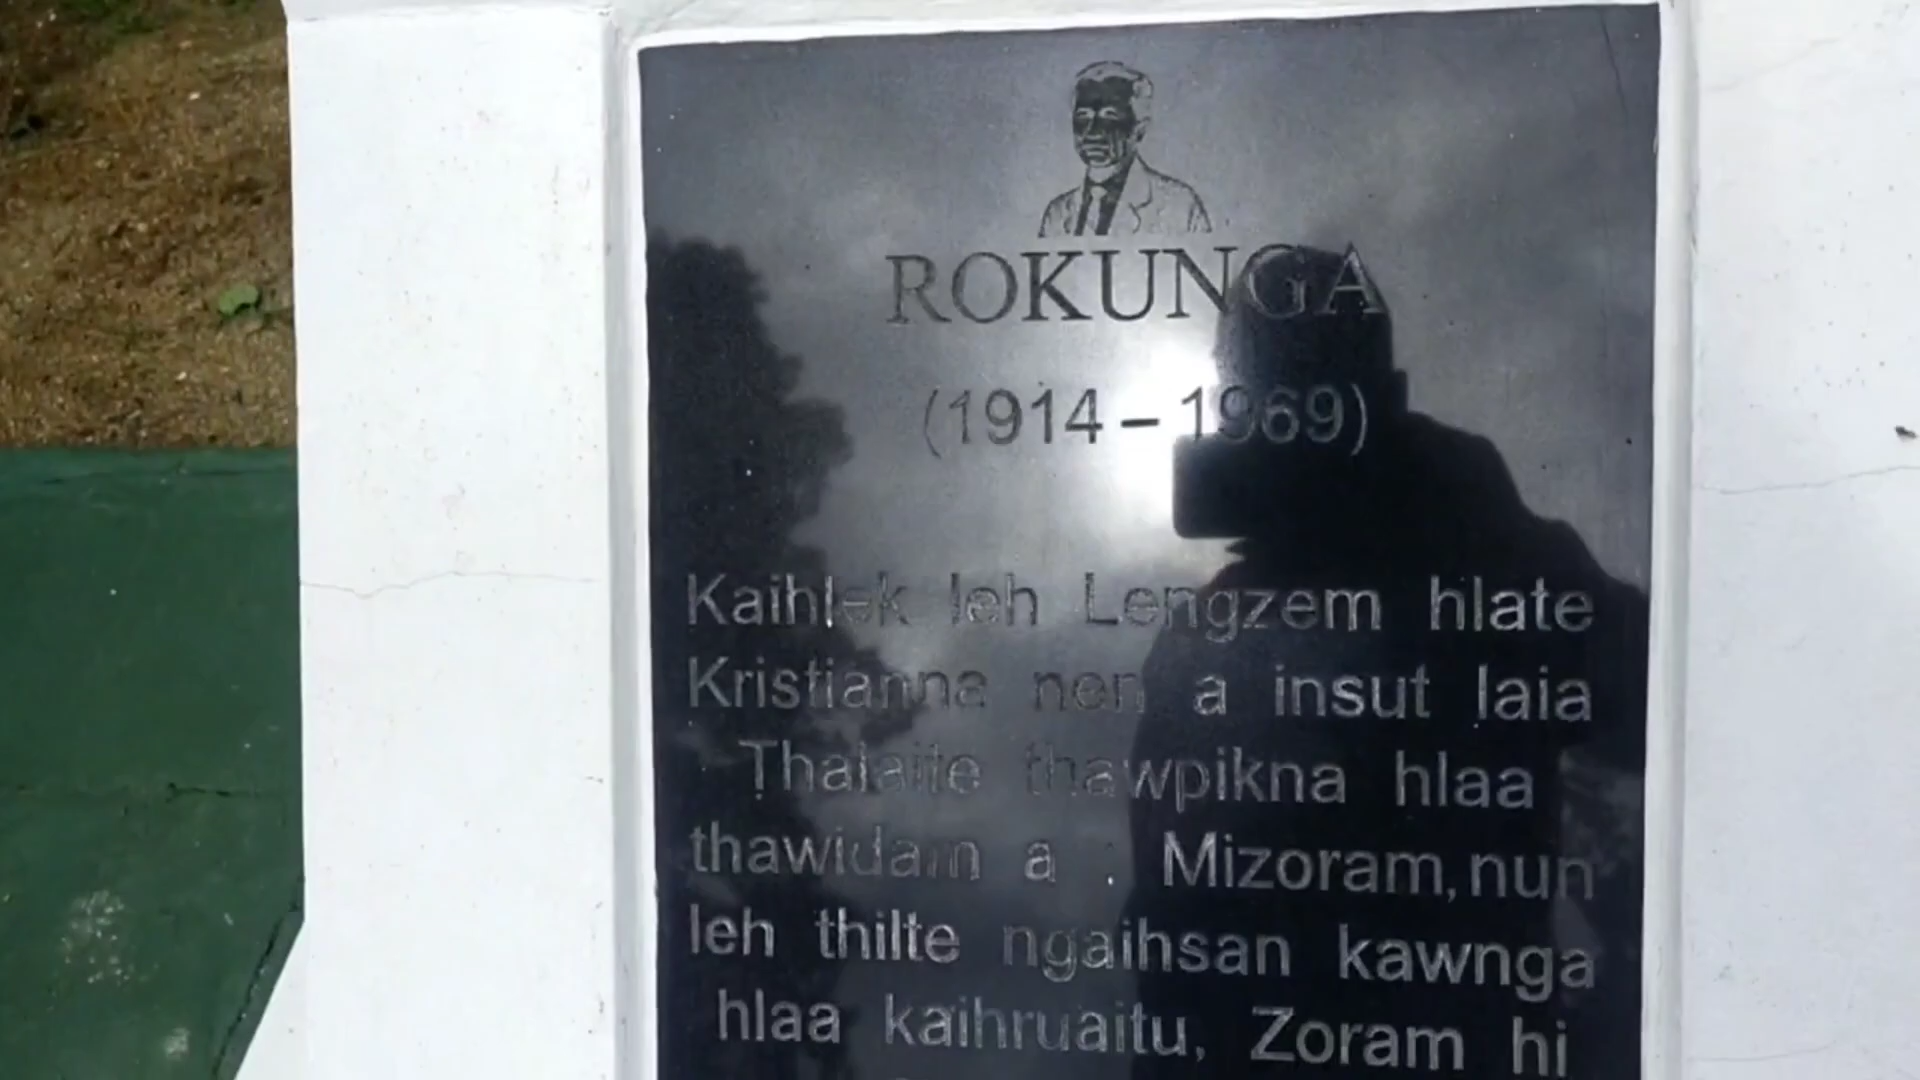 ROKUNGA
(1914 – 1969)
Kaihlek leh Lengzem hlate
Kristianna nen a insut laia
Ṭhalaite thawpikna hlaa
thawidam a . Mizoram, nun
leh thilte ngaihsan kawnga
hlaa kaihruaitu, Zoram hi